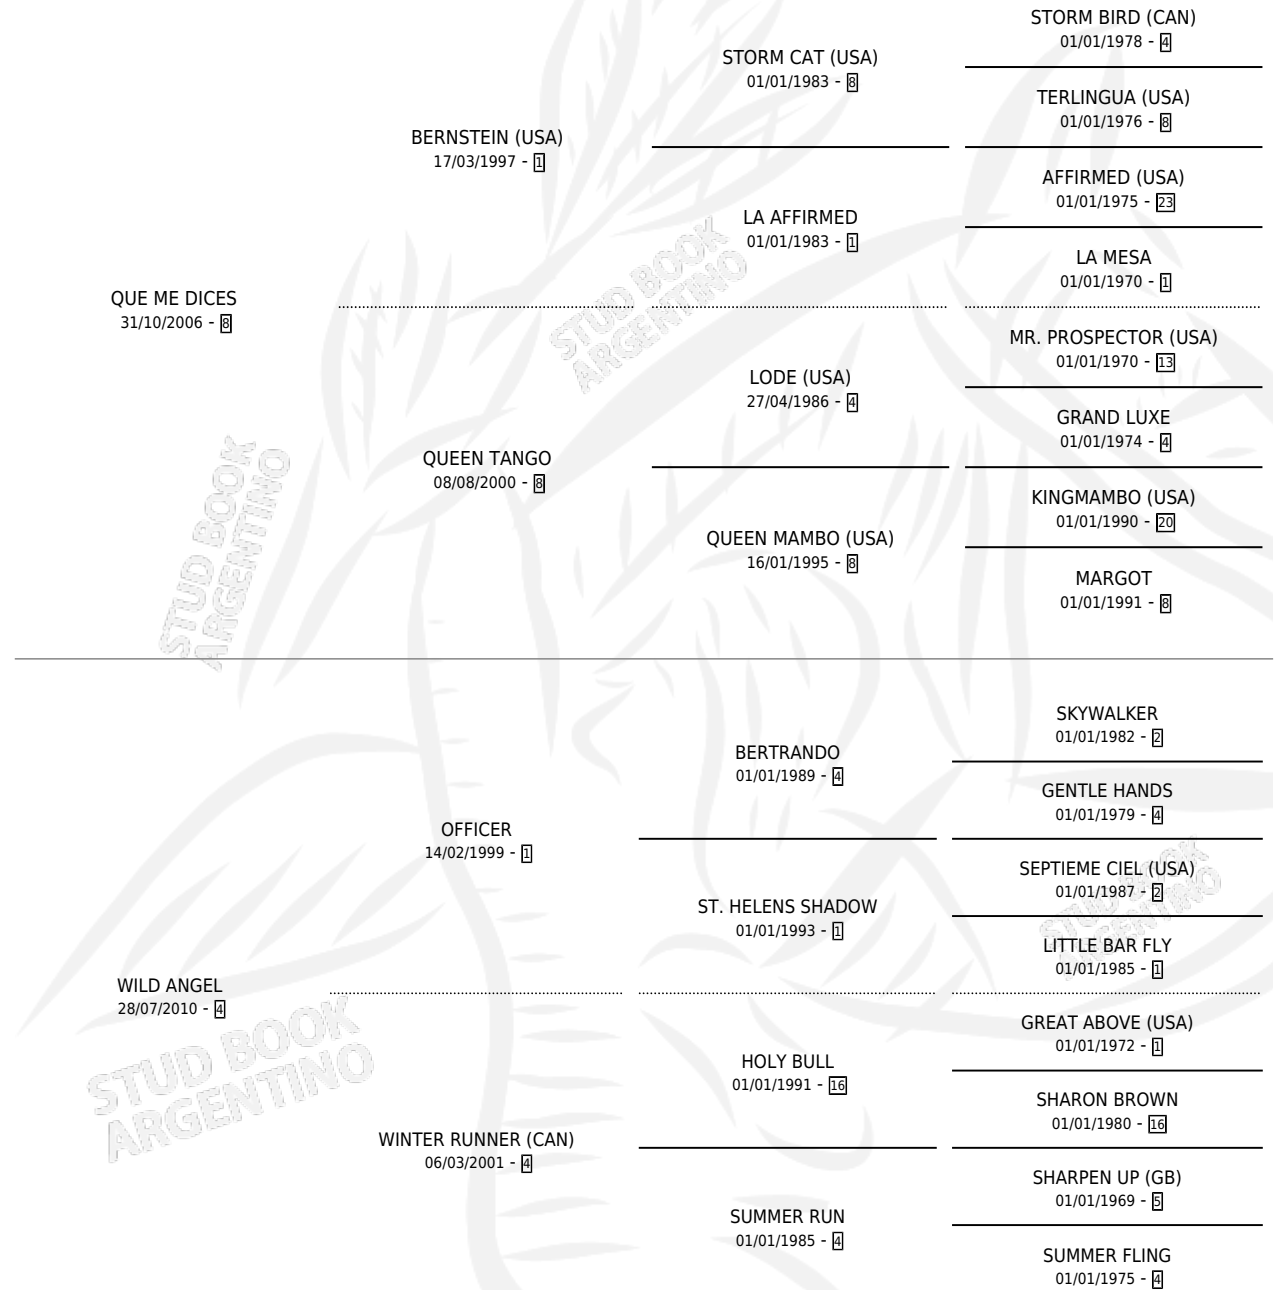 STORM BIRD (CAN)
01/01/1978 - 4
STORM CAT (USA)
01/01/1983 - 8
TERLINGUA (USA)
01/01/1976 - 8
BERNSTEIN (USA)
17/03/1997 - 1
AFFIRMED (USA)
01/01/1975 - 23
LA AFFIRMED
01/01/1983 - 1
LA MESA
01/01/1970 - 1
QUE ME DICES
31/10/2006 - 8
MR. PROSPECTOR (USA)
01/01/1970 - 13
LODE (USA)
27/04/1986 - 4
GRAND LUXE
01/01/1974 - 4
QUEEN TANGO
08/08/2000 - 8
KINGMAMBO (USA)
01/01/1990 - 20
QUEEN MAMBO (USA)
16/01/1995 - 8
MARGOT
01/01/1991 - 8
STUD BOOK
ARGENTINO
STUD BOOK
ARGENTINO
SKYWALKER
01/01/1982 - 2
BERTRANDO
01/01/1989 - 4
GENTLE HANDS
01/01/1979 - 4
OFFICER
14/02/1999 - 1
SEPTIEME CIEL (USA)
01/01/1987 - 2
ST. HELENS SHADOW
01/01/1993 - 1
LITTLE BAR FLY
01/01/1985 - 1
WILD ANGEL
28/07/2010 - 4
GREAT ABOVE (USA)
01/01/1972 - 1
HOLY BULL
01/01/1991 - 16
SHARON BROWN
01/01/1980 - 16
WINTER RUNNER (CAN)
06/03/2001 - 4
SHARPEN UP (GB)
01/01/1969 - 5
SUMMER RUN
01/01/1985 - 4
SUMMER FLING
01/01/1975 - 4
STUD BOOK
ARGENTINO
STUD BOOK
ARGENTINO